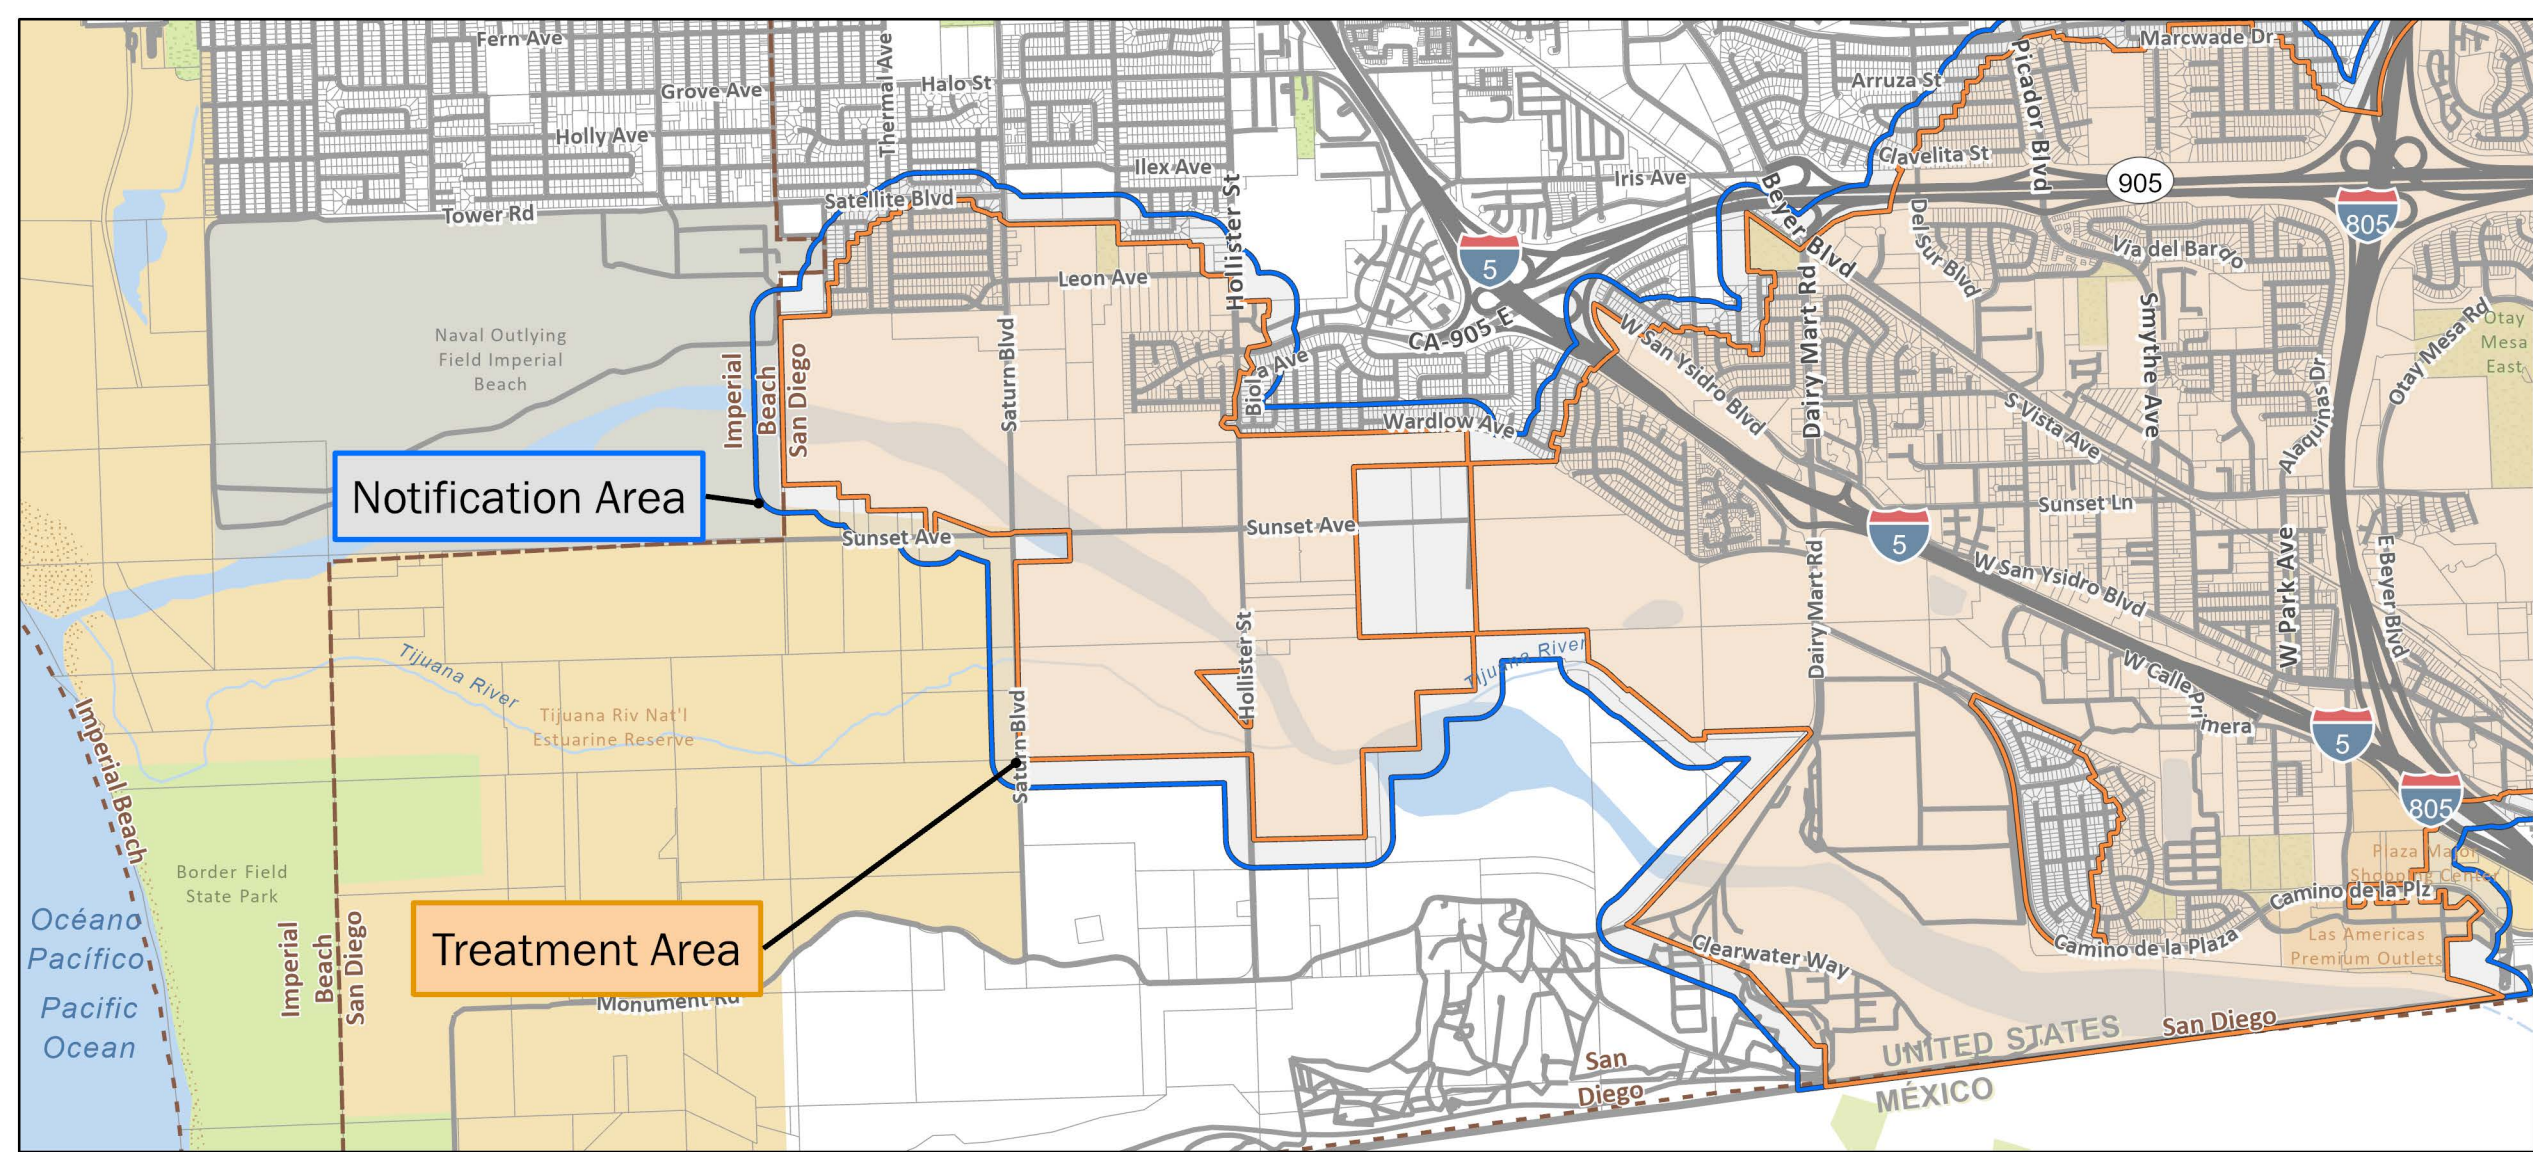 Fern Ave
Thermal Ave
Halo St
Grove Ave
Holly Ave
Ilex Ave
Hollister St
Satellite Blvd
Tower Rd
Leon Ave
Marcwade Dr
Picador Blvd
Arruza St
Clavelita St
Iris Ave
905
Beyer Blvd
Del Sur Blvd
805
Via del Bardo
5
Dairy Mart Rd
Smythe Ave
Otay Mesa Rd
Otay
Mesa
East
CA-905 E
W San Ysidro Blvd
Naval Outlying
Field Imperial
Beach
Imperial
Beach
San Diego
Saturn Blvd
Biola Ave
Wardlow Ave
S Vista Ave
Alaquinas Dr
Notification Area
Sunset Ave
Sunset Ave
Sunset Ln
5
W San Ysidro Blvd
W Park Ave
E Beyer Blvd
Dairy Mart Rd
Hollister St
Tijuana River
Tijuana River
Tijuana Riv Nat'l
Estuarine Reserve
Saturn Blvd
W Calle Primera
5
805
Imperial Beach
Border Field
State Park
Océano
Pacífico
Pacific
Ocean
Imperial
Beach
San Diego
Treatment Area
Monument Rd
Plaza Mayor
Shopping Center
Camino de la Plz
Las Americas
Premium Outlets
Camino de la Plaza
Clearwater Way
San Diego
UNITED STATES
MÉXICO
San
Diego